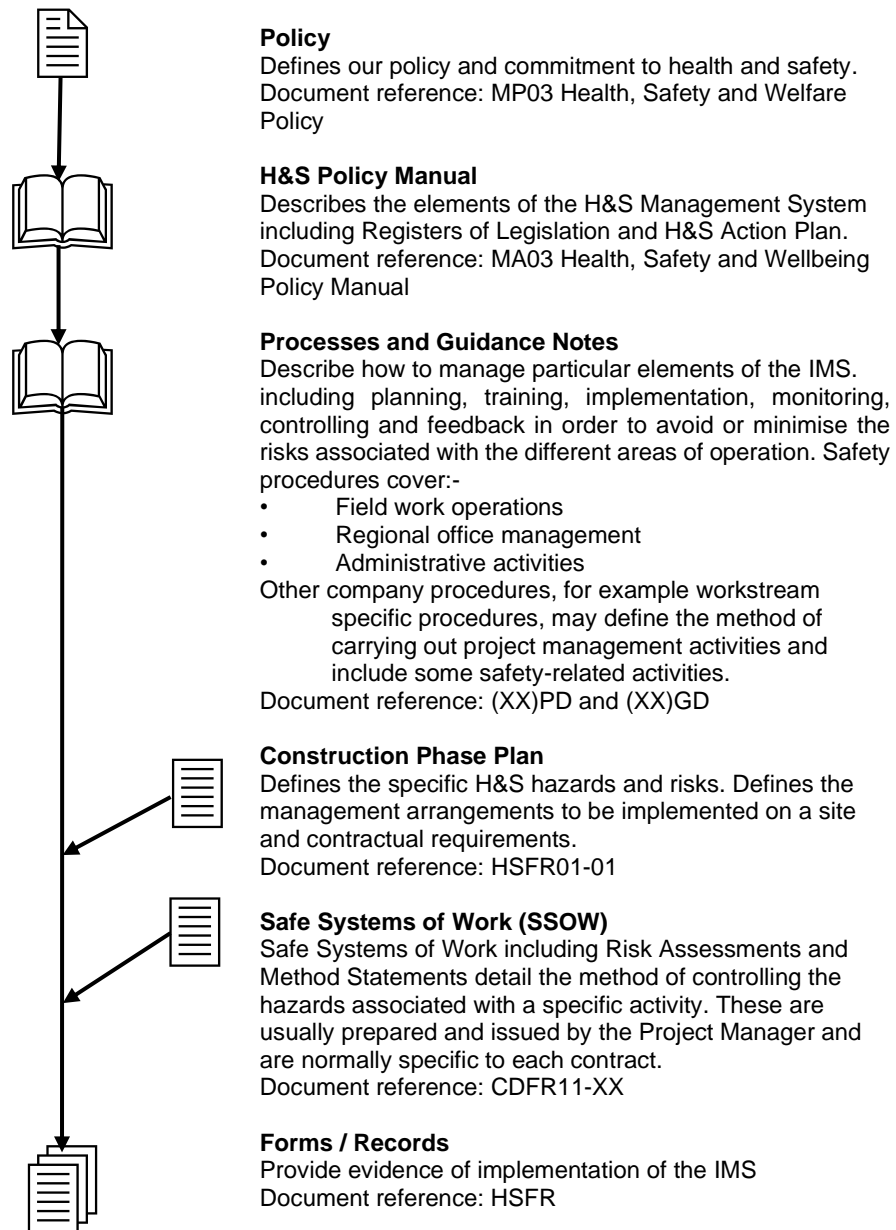 Policy
Defines our policy and commitment to health and safety.
Document reference: MP03 Health, Safety and Welfare
Policy
H&S Policy Manual
Describes the elements of the H&S Management System
including Registers of Legislation and H&S Action Plan.
Document reference: MA03 Health, Safety and Wellbeing
Policy Manual
Processes and Guidance Notes
Describe how to manage particular elements of the IMS.
including planning, training, implementation, monitoring,
controlling and feedback in order to avoid or minimise the
risks associated with the different areas of operation. Safety
procedures cover:-
• Field work operations
• Regional office management
• Administrative activities
Other company procedures, for example workstream
specific procedures, may define the method of
carrying out project management activities and
include some safety-related activities.
Document reference: (XX)PD and (XX)GD
Construction Phase Plan
Defines the specific H&S hazards and risks. Defines the
management arrangements to be implemented on a site
and contractual requirements.
Document reference: HSFR01-01
Safe Systems of Work (SSOW)
Safe Systems of Work including Risk Assessments and
Method Statements detail the method of controlling the
hazards associated with a specific activity. These are
usually prepared and issued by the Project Manager and
are normally specific to each contract.
Document reference: CDFR11-XX
Forms / Records
Provide evidence of implementation of the IMS
Document reference: HSFR